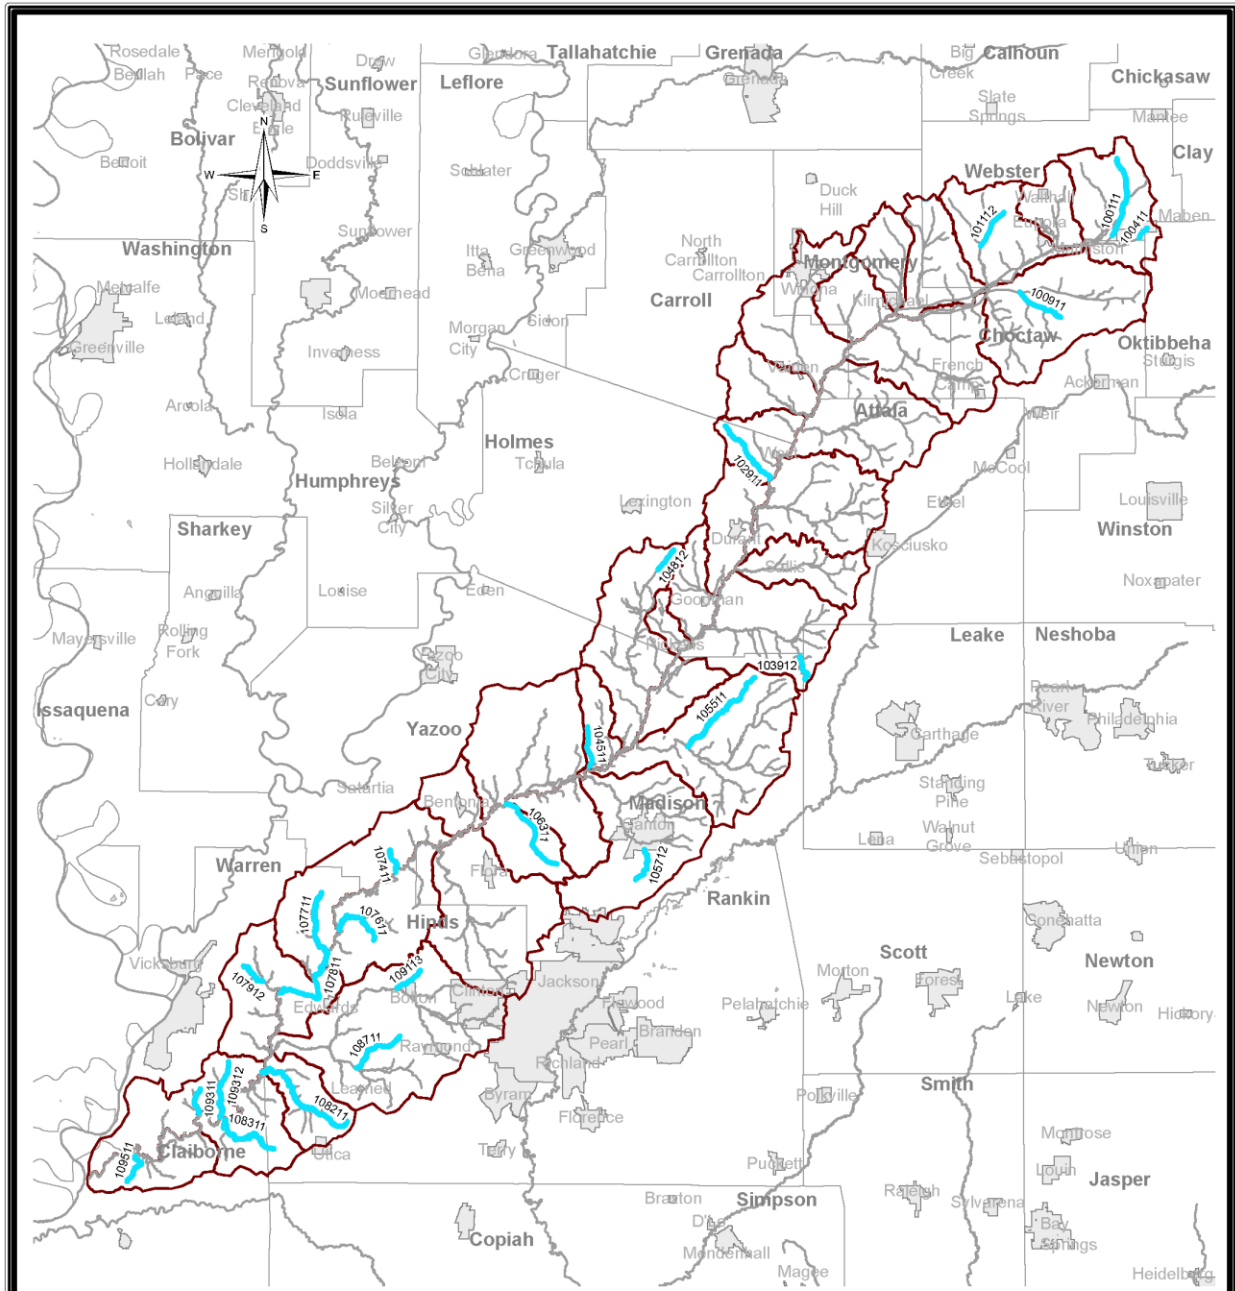 Rosedale
Merigold
Glendora
Tallahatchie
Grenada
Big
Creek
Calhoun
Beulah
Pace
Renova
Drew
Sunflower
Leflore
Grenada
Chickasaw
Cleveland
Ruleville
Slate
Springs
Mantee
N
Bolivar
Benoit
W
E
S
Doddsville
Schlater
Duck
Hill
Webster
Walthall
Eupora
Clay
Maben
Sunflower
Washington
Itta
Bena
Greenwood
North
Carrollton
Carrollton
Montgomery
Winona
101112
100111
100411
Metcalfe
Moorhead
Carroll
Kilmichael
100911
Leland
Greenville
Inverness
Morgan
City
Sidon
Choctaw
Oktibbeha
Sturgis
Cruger
Vaiden
French
Camp
Ackerman
Arcola
Isola
Attala
Weir
Holmes
West
102911
Hollandale
Belzoni
Tchula
McCool
Humphreys
Silver
City
Lexington
Ethel
Louisville
Sharkey
Durant
Kosciusko
Winston
104812
Sallis
Anguilla
Louise
Eden
Goodman
Noxapater
Mayersville
Rolling
Fork
Pickens
Leake
Neshoba
Yazoo
City
103912
Cary
Issaquena
105511
Pearl
River
Philadelphia
Yazoo
104511
Carthage
Tucker
Satartia
Bentonia
Madison
Canton
Standing
Pine
106311
Lena
Walnut
Grove
Sebastopol
Union
Warren
107411
Flora
105712
Rankin
107711
107611
Hinds
Conehatta
Vicksburg
107912
107811
109113
Scott
Newton
Edwards
Bolton
Clinton
Jackson
Morton
Forest
Lake
Flowood
Pelahatchie
Newton
Hickory
108711
Raymond
Pearl
Brandon
Richland
Learned
109311
109312
108311
108211
Byram
Florence
Polkville
Smith
109511
Claiborne
Utica
Terry
Puckett
Montrose
Louin
Jasper
Braxton
Simpson
Raleigh
Sylvarena
Copiah
D'Lo
Mendenhall
Bay
Springs
Magee
Heidelberg